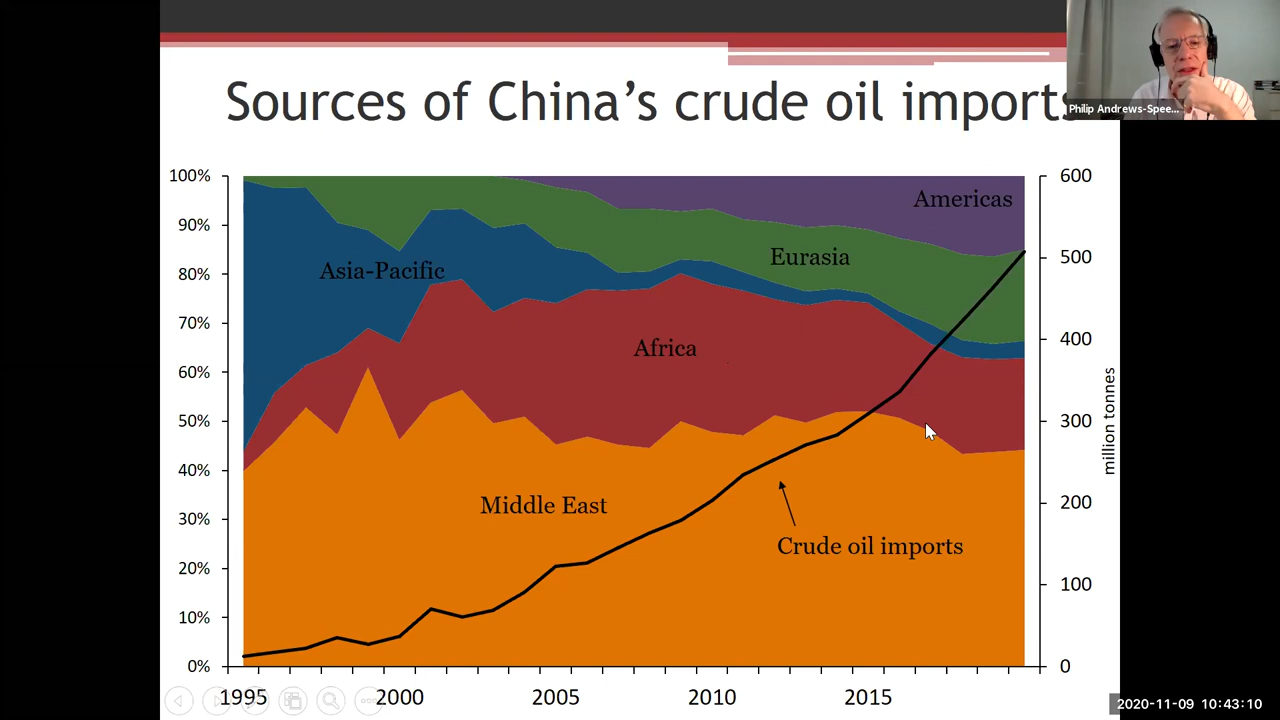 Sources of China's crude oil imports
Philip Andrews-Spee...
100%
90%
80%
70%
60%
50%
40%
30%
20%
10%
0%
600
500
400
300
200
100
0
million tonnes
Americas
Eurasia
Asia-Pacific
Africa
Middle East
Crude oil imports
1995
2000
2005
2010
2015
2020-11-09 10:43:10